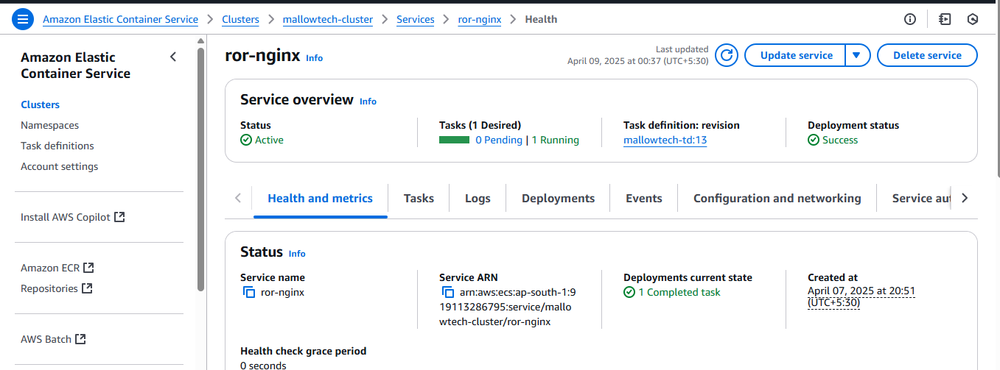 Amazon Elastic Container Service > Clusters > mallowtech-cluster > Services > ror-nginx > Health
Amazon Elastic
Container Service
Clusters
Namespaces
Task definitions
Account settings
Install AWS Copilot
Amazon ECR
Repositories
AWS Batch
ror-nginx Info
Last updated
April 09, 2025 at 00:37 (UTC+5:30)
Update service
Delete service
Service overview Info
Status
Active
Tasks (1 Desired)
0 Pending | 1 Running
Task definition: revision
mallowtech-td:13
Deployment status
Success
Health and metrics
Tasks
Logs
Deployments
Events
Configuration and networking
Service au
Status Info
Service name
ror-nginx
Service ARN
arn:aws:ecs:ap-south-1:9
19113286795:service/mallo
wtech-cluster/ror-nginx
Deployments current state
1 Completed task
Created at
April 07, 2025 at 20:51
(UTC+5:30)
Health check grace period
0 seconds